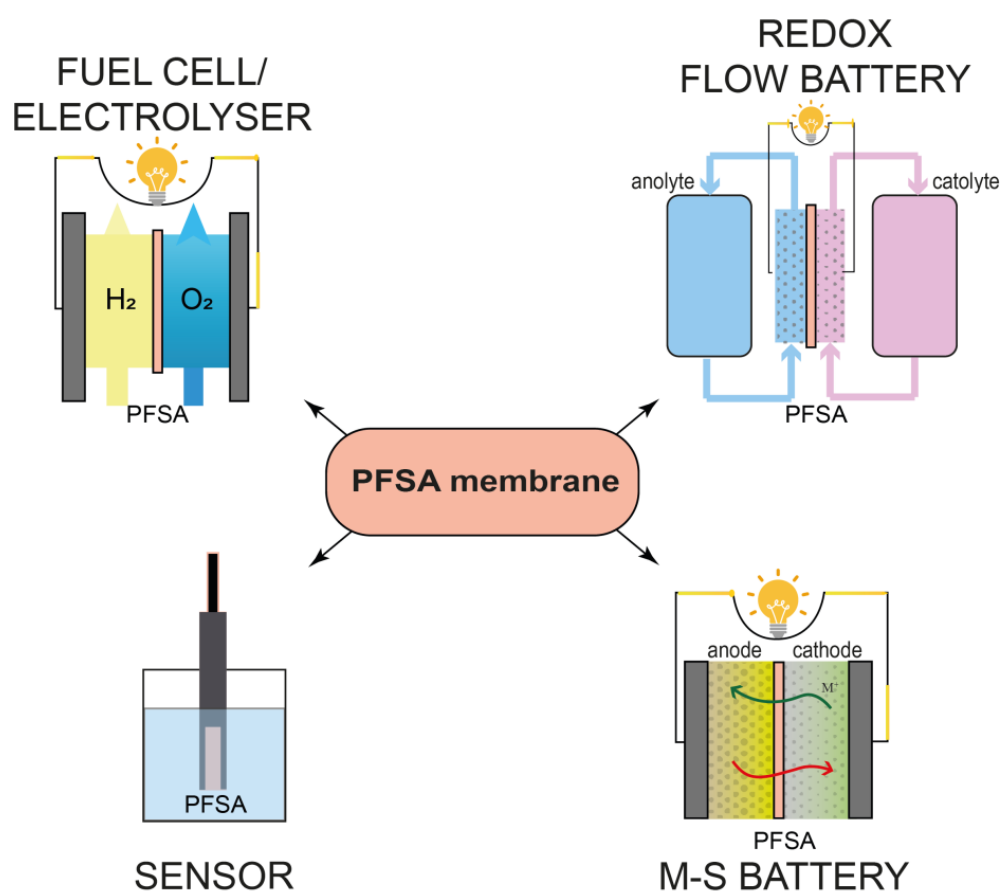 FUEL CELL/
ELECTROLYSER
H₂
O₂
PFSA
REDOX
FLOW BATTERY
anolyte
catolyte
PFSA
PFSA membrane
PFSA
SENSOR
anode
cathode
M⁺
PFSA
M-S BATTERY